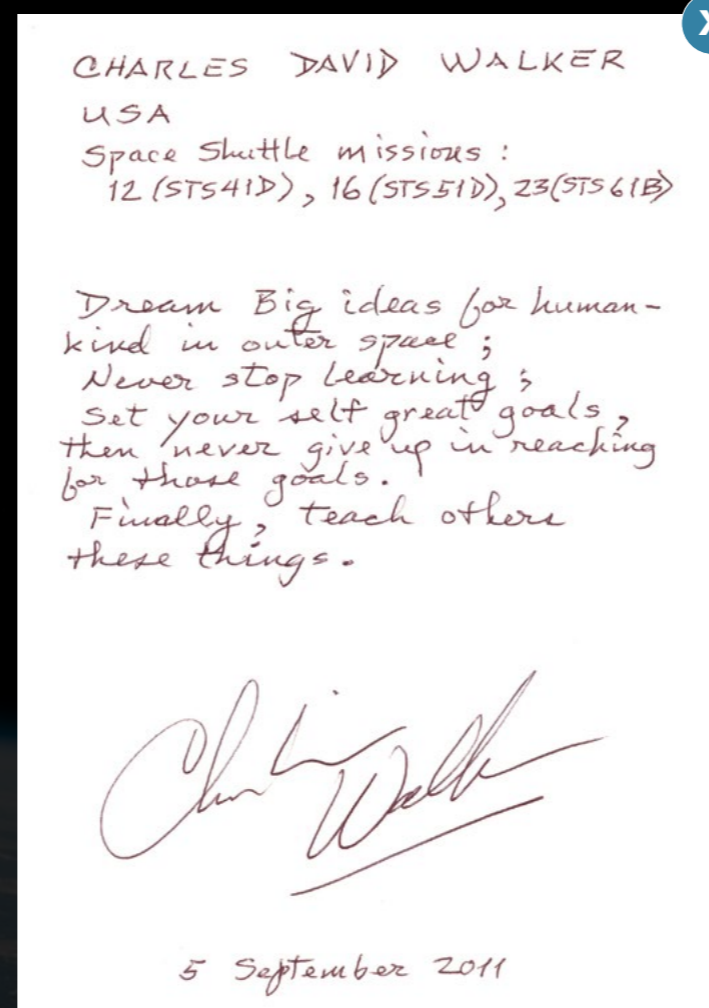 CHARLES DAVID WALKER
USA
Space Shuttle missions :
12 (STS41D), 16 (STS51D), 23(STS61B)
Dream Big ideas for human-
kind in outer space ;
Never stop learning ;
Set your self great goals,
then never give up in reaching
for those goals.
Finally, teach others
these things.
Charlie Walker
5 September 2011
X